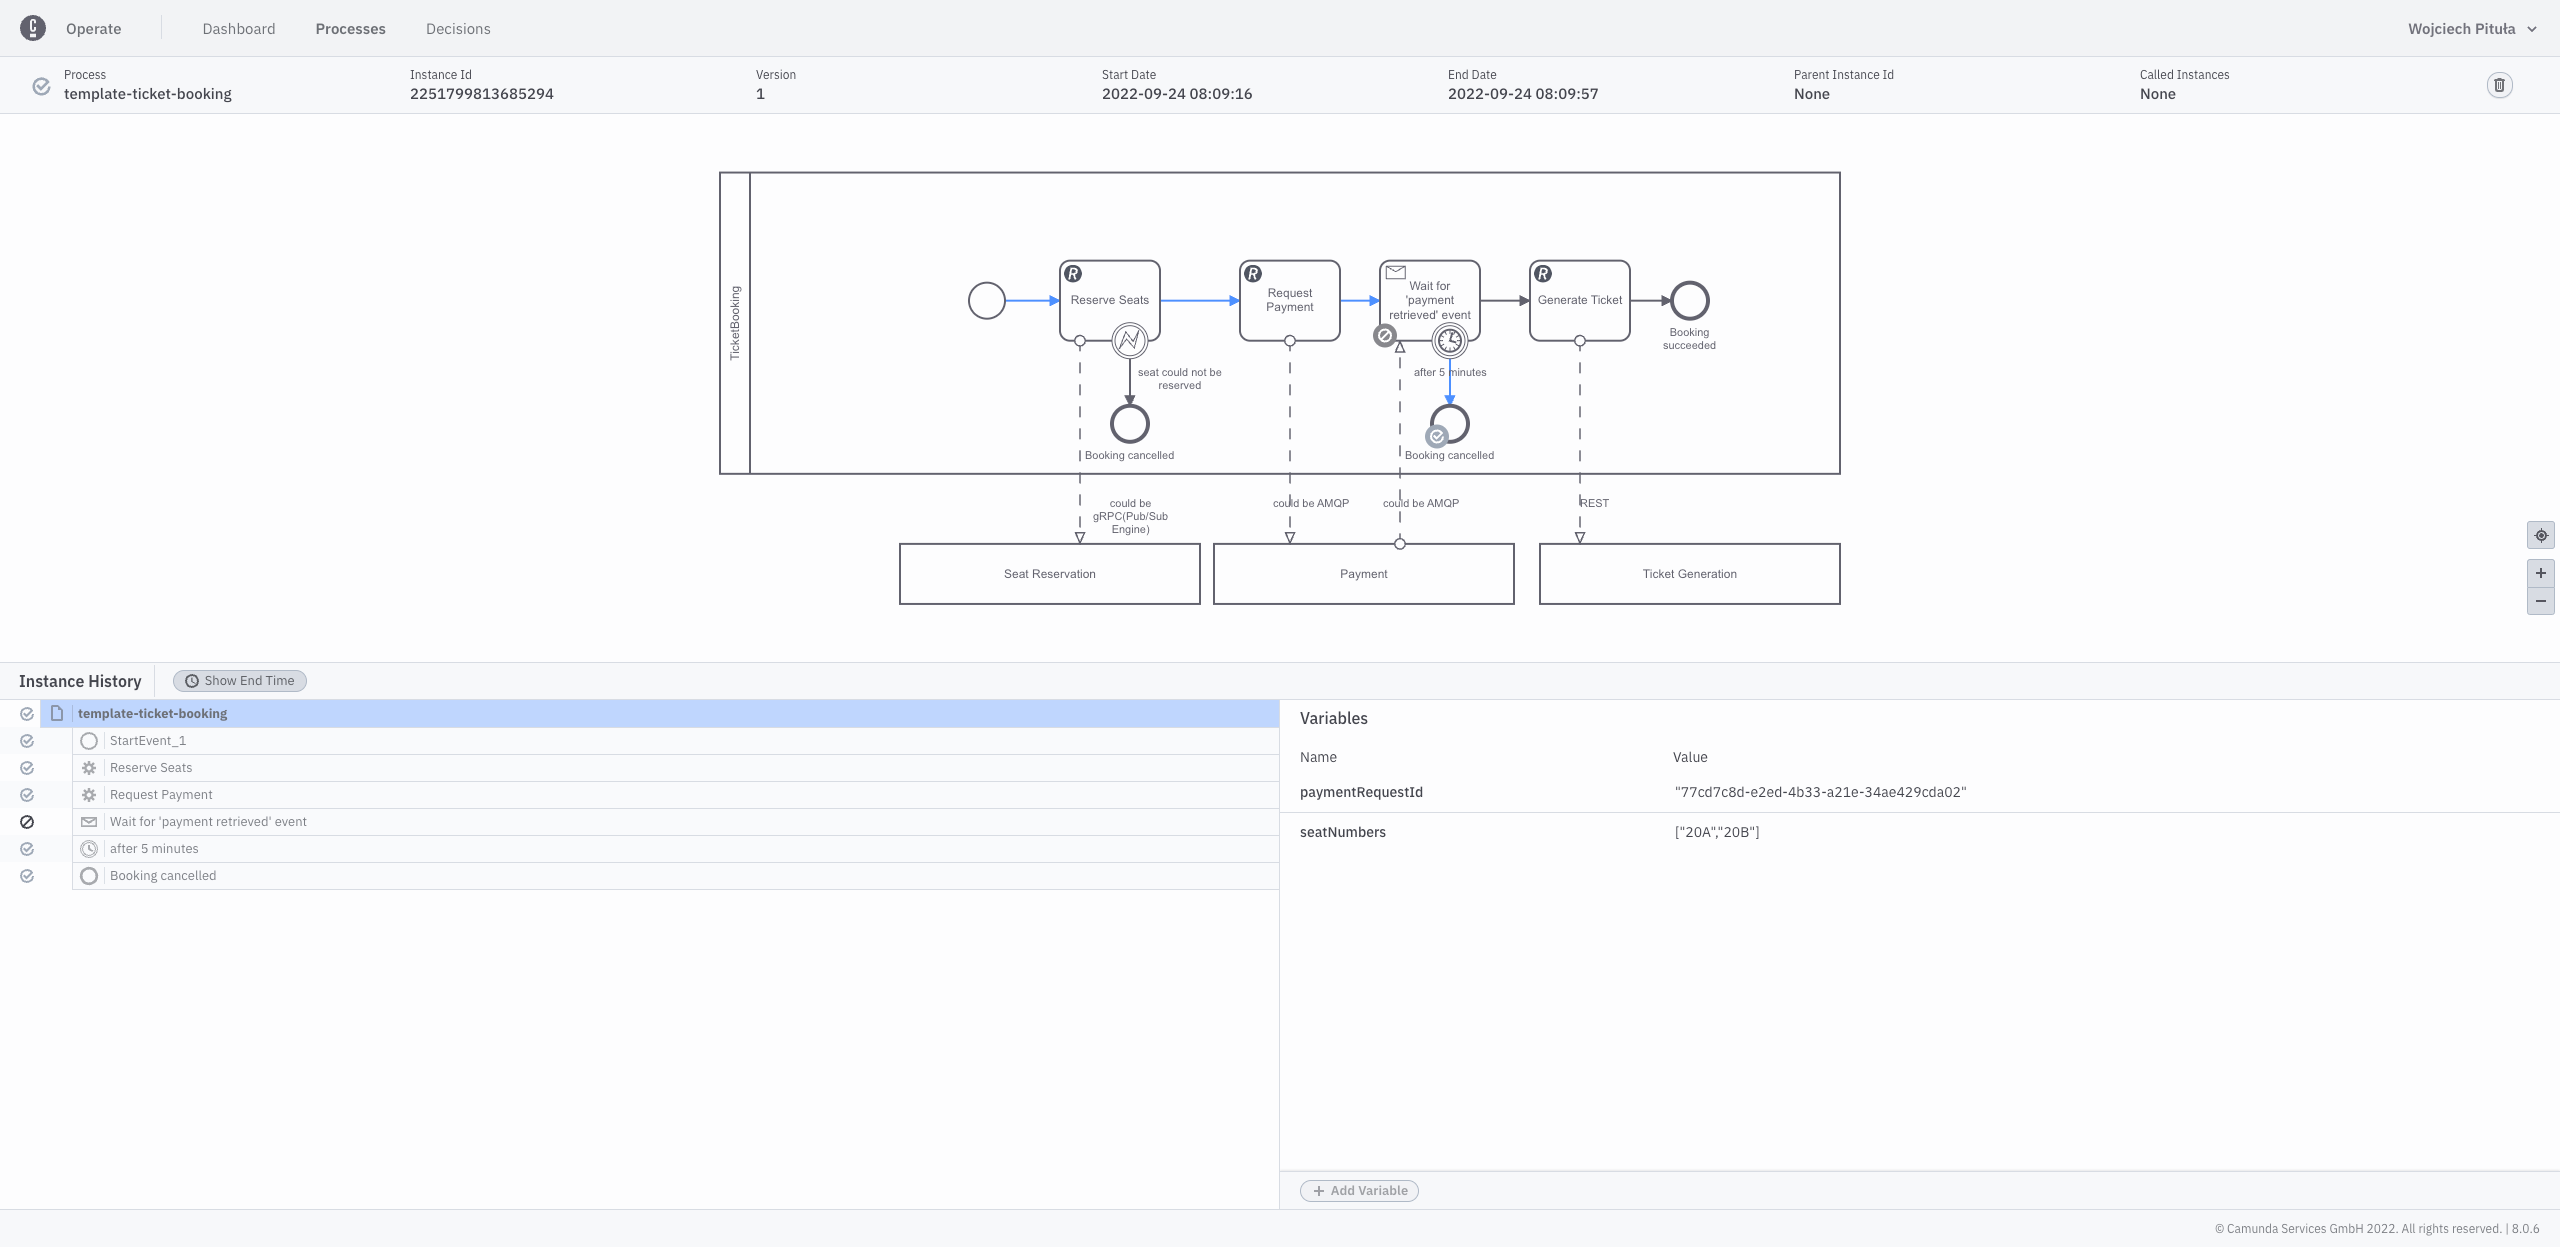 Operate
Dashboard
Processes
Decisions
Wojciech Pituła
Process
template-ticket-booking
Instance Id
2251799813685294
Version
1
Start Date
2022-09-24 08:09:16
End Date
2022-09-24 08:09:57
Parent Instance Id
None
Called Instances
None
TicketBooking
R
Reserve Seats
R
Request
Payment
Wait for
'payment
retrieved' event
R
Generate Ticket
Booking
succeeded
seat could not be
reserved
after 5 minutes
Booking cancelled
Booking cancelled
could be
gRPC(Pub/Sub
Engine)
could be AMQP
could be AMQP
REST
Seat Reservation
Payment
Ticket Generation
Instance History
Show End Time
template-ticket-booking
StartEvent_1
Reserve Seats
Request Payment
Wait for 'payment retrieved' event
after 5 minutes
Booking cancelled
Variables
Name
Value
paymentRequestId
"77cd7c8d-e2ed-4b33-a21e-34ae429cda02"
seatNumbers
["20A","20B"]
Add Variable
© Camunda Services GmbH 2022. All rights reserved. | 8.0.6